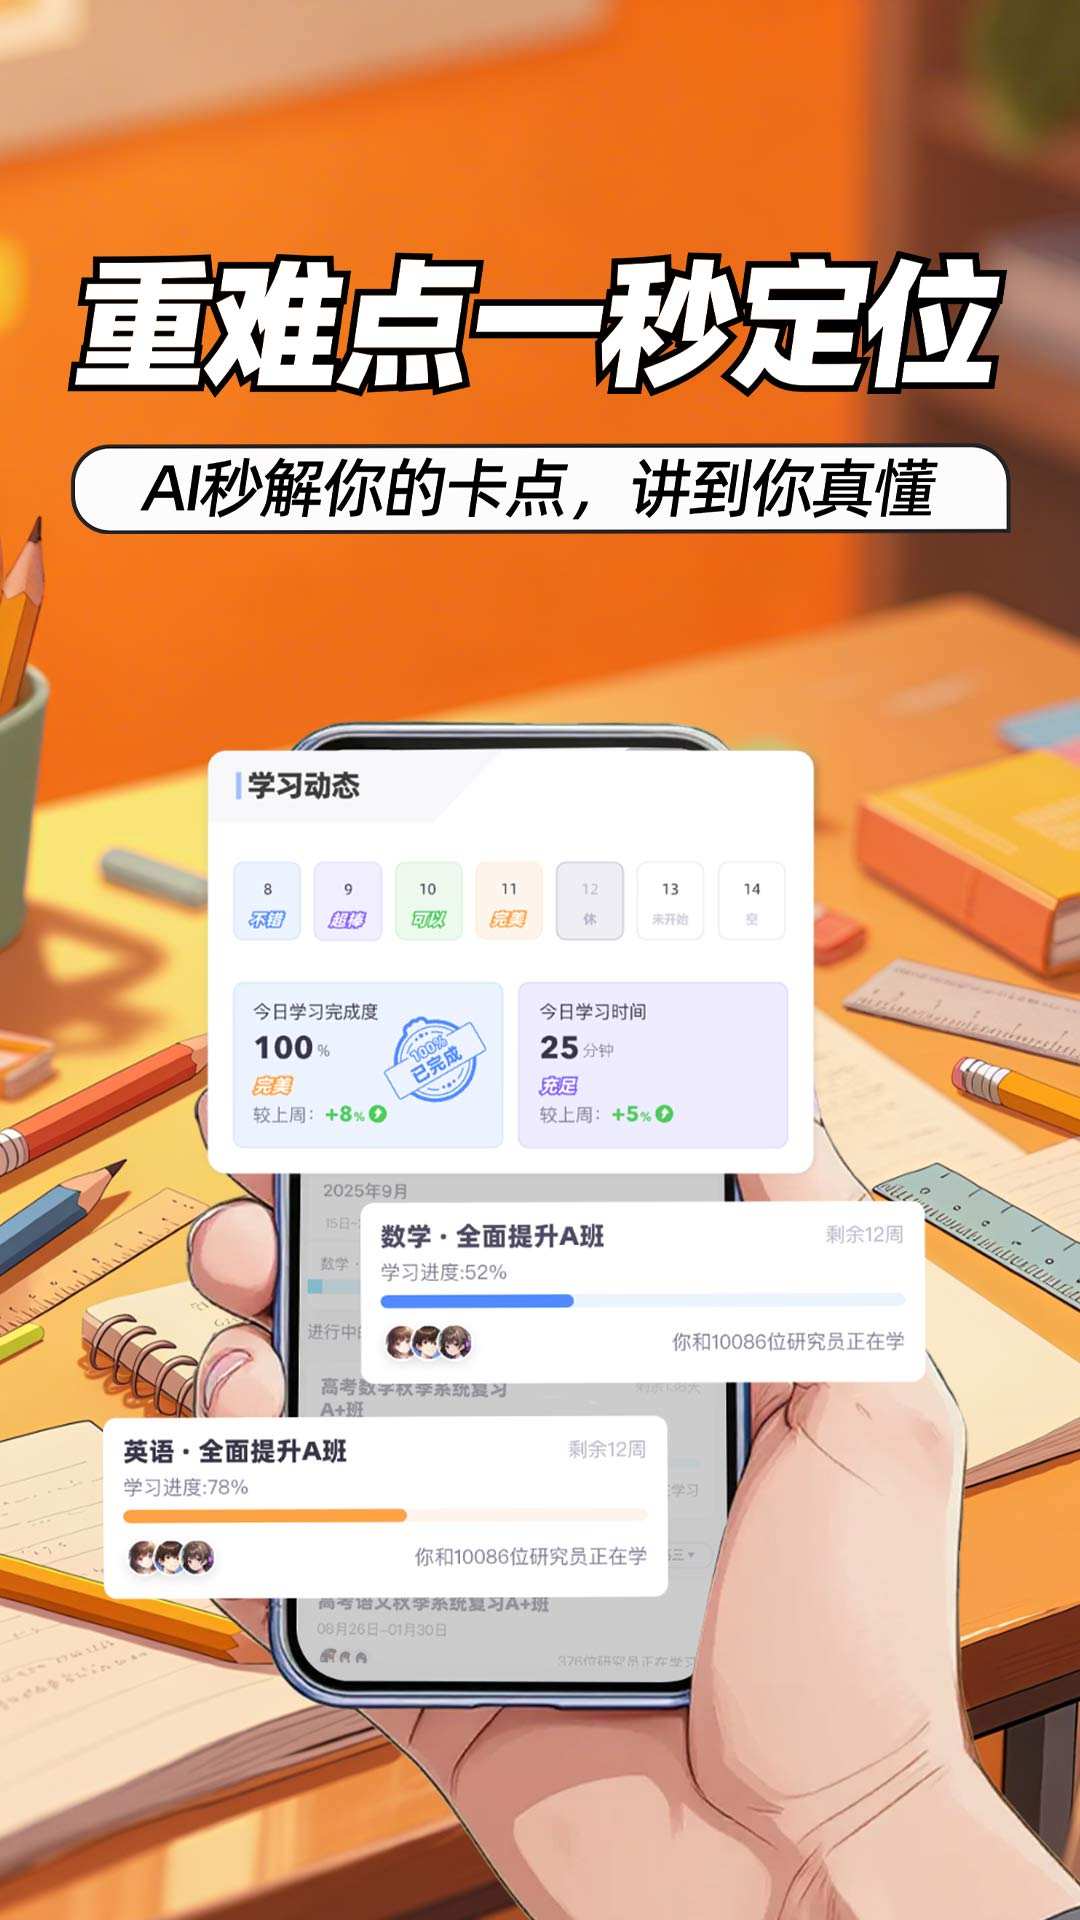 重难点一秒定位
AI秒解你的卡点，讲到你真懂
学习动态
8 9 10 11 12 13 14
不错 超棒 可以 完美 休 未开始 空
今日学习完成度
100%
100%
已完成
完美
较上周：+8%
今日学习时间
25分钟
充足
较上周：+5%
2025年9月
15日-
数学·
数学·全面提升A班 剩余12周
学习进度:52%
你和10086位研究员正在学
进行中的
高考数学秋季系统复习
A+班
英语·全面提升A班 剩余12周
学习进度:78%
你和10086位研究员正在学
学习
三
高考语文秋季系统复习A+班
06月26日-01月30日
376位研究员正在学习